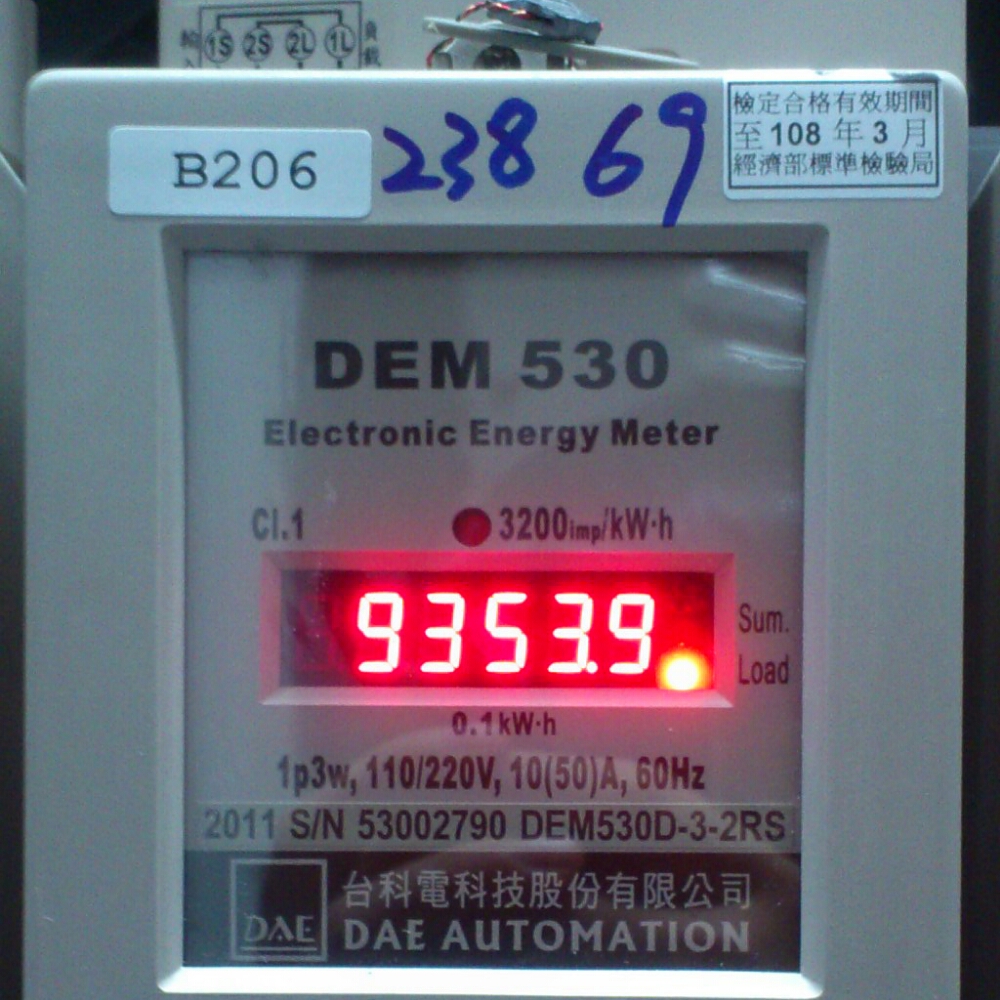 輸 1S 2S 2L 1L 負載
B206
238 69
檢定合格有效期間
至 108 年 3 月
經濟部標準檢驗局
DEM 530
Electronic Energy Meter
Cl.1 3200imp/kW·h
9353.9
Sum.
Load
0.1kW·h
1p3w, 110/220V, 10(50)A, 60Hz
2011 S/N 53002790 DEM530D-3-2RS
台科電科技股份有限公司
DAE DAE AUTOMATION